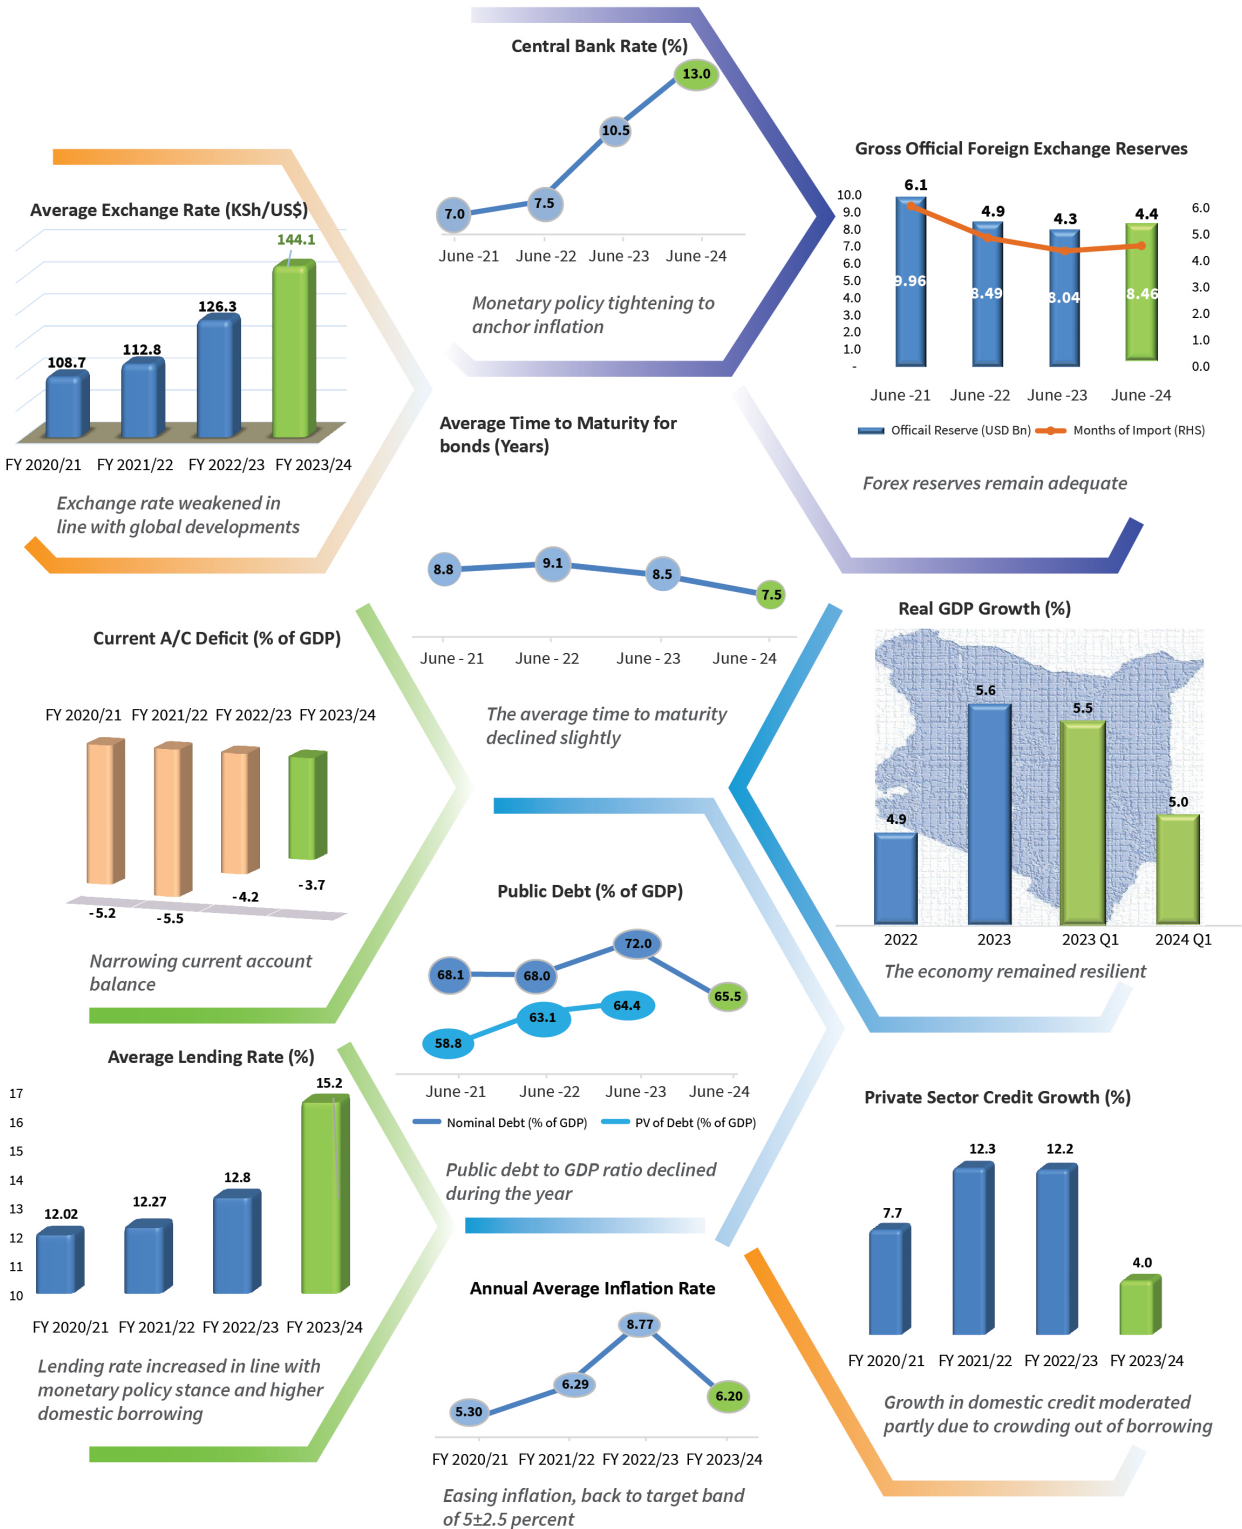 Central Bank Rate (%)
13.0
10.5
7.5
7.0
June -21
June -22
June -23
June -24
Monetary policy tightening to
anchor inflation
Average Exchange Rate (KSh/US$)
144.1
126.3
112.8
108.7
FY 2020/21
FY 2021/22
FY 2022/23
FY 2023/24
Exchange rate weakened in
line with global developments
Gross Official Foreign Exchange Reserves
10.0
9.0
8.0
7.0
6.0
5.0
4.0
3.0
2.0
1.0
-
6.1
4.9
4.3
4.4
9.96
8.49
8.04
8.46
6.0
5.0
4.0
3.0
2.0
1.0
0.0
June -21
June -22
June -23
June -24
Officail Reserve (USD Bn)
Months of Import (RHS)
Forex reserves remain adequate
Average Time to Maturity for
bonds (Years)
8.8
9.1
8.5
7.5
June - 21
June - 22
June - 23
June - 24
The average time to maturity
declined slightly
Current A/C Deficit (% of GDP)
FY 2020/21
FY 2021/22
FY 2022/23
FY 2023/24
-5.2
-5.5
-4.2
-3.7
Narrowing current account
balance
Real GDP Growth (%)
4.9
5.6
5.5
5.0
2022
2023
2023 Q1
2024 Q1
The economy remained resilient
Public Debt (% of GDP)
68.1
68.0
72.0
65.5
58.8
63.1
64.4
June -21
June -22
June -23
June -24
Nominal Debt (% of GDP)
PV of Debt (% of GDP)
Public debt to GDP ratio declined
during the year
Average Lending Rate (%)
17
16
15
14
13
12
11
10
12.02
12.27
12.8
15.2
FY 2020/21
FY 2021/22
FY 2022/23
FY 2023/24
Lending rate increased in line with
monetary policy stance and higher
domestic borrowing
Private Sector Credit Growth (%)
7.7
12.3
12.2
4.0
FY 2020/21
FY 2021/22
FY 2022/23
FY 2023/24
Growth in domestic credit moderated
partly due to crowding out of borrowing
Annual Average Inflation Rate
5.30
6.29
8.77
6.20
FY 2020/21
FY 2021/22
FY 2022/23
FY 2023/24
Easing inflation, back to target band
of 5±2.5 percent